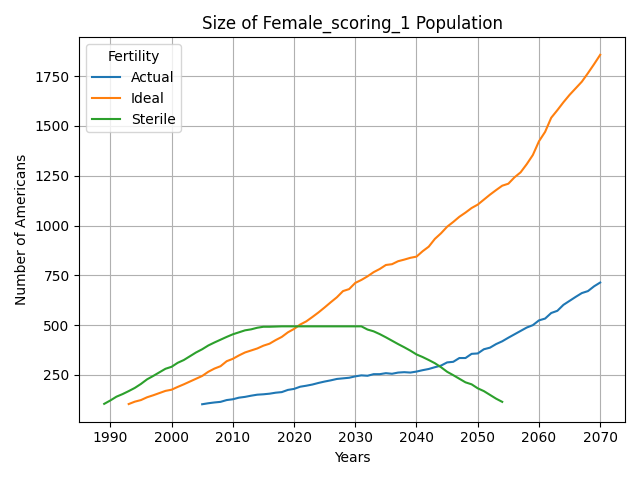 Size of Female_scoring_1 Population
Fertility
Actual
Ideal
Sterile
Number of Americans
1750
1500
1250
1000
750
500
250
1990 2000 2010 2020 2030 2040 2050 2060 2070
Years